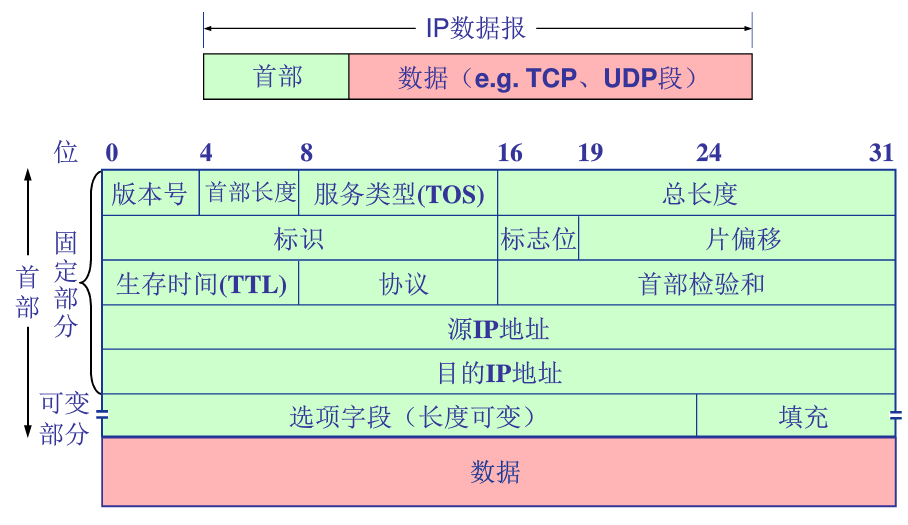 IP数据报
首部 数据（e.g. TCP、UDP段）
位 0 4 8 16 19 24 31
版本号 首部长度 服务类型(TOS) 总长度
标识 标志位 片偏移
生存时间(TTL) 协议 首部检验和
源IP地址
目的IP地址
选项字段（长度可变） 填充
数据
首部
固定部分
可变
部分